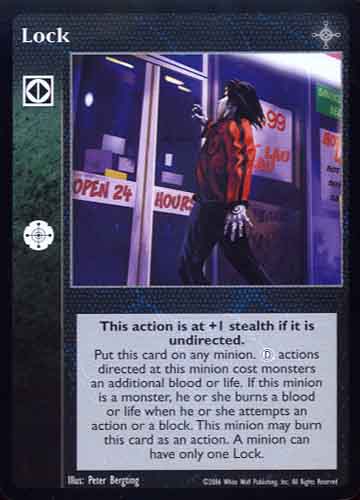 Lock
99
OPEN 24
HOURS
This action is at +1 stealth if it is
undirected.
Put this card on any minion. Ⓓ actions
directed at this minion cost monsters
an additional blood or life. If this minion
is a monster, he or she burns a blood
or life when he or she attempts an
action or a block. This minion may burn
this card as an action. A minion can
have only one Lock.
Illus: Peter Bergting
©2006 White Wolf Publishing, Inc. All Rights Reserved